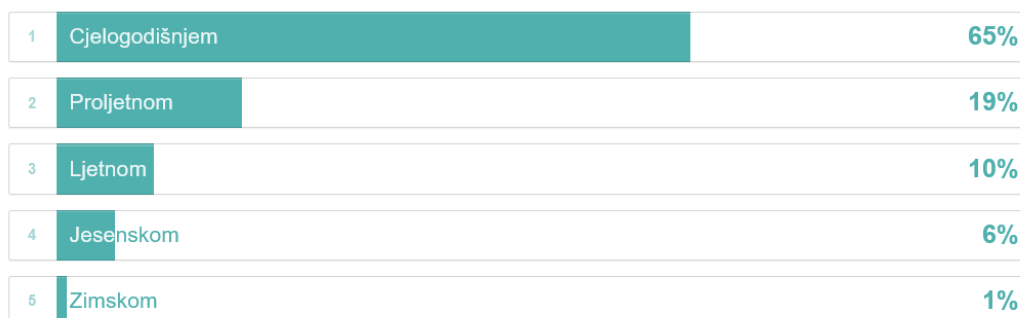 1 Cjelogodišnjem 65%
2 Proljetnom 19%
3 Ljetnom 10%
4 Jesenskom 6%
5 Zimskom 1%